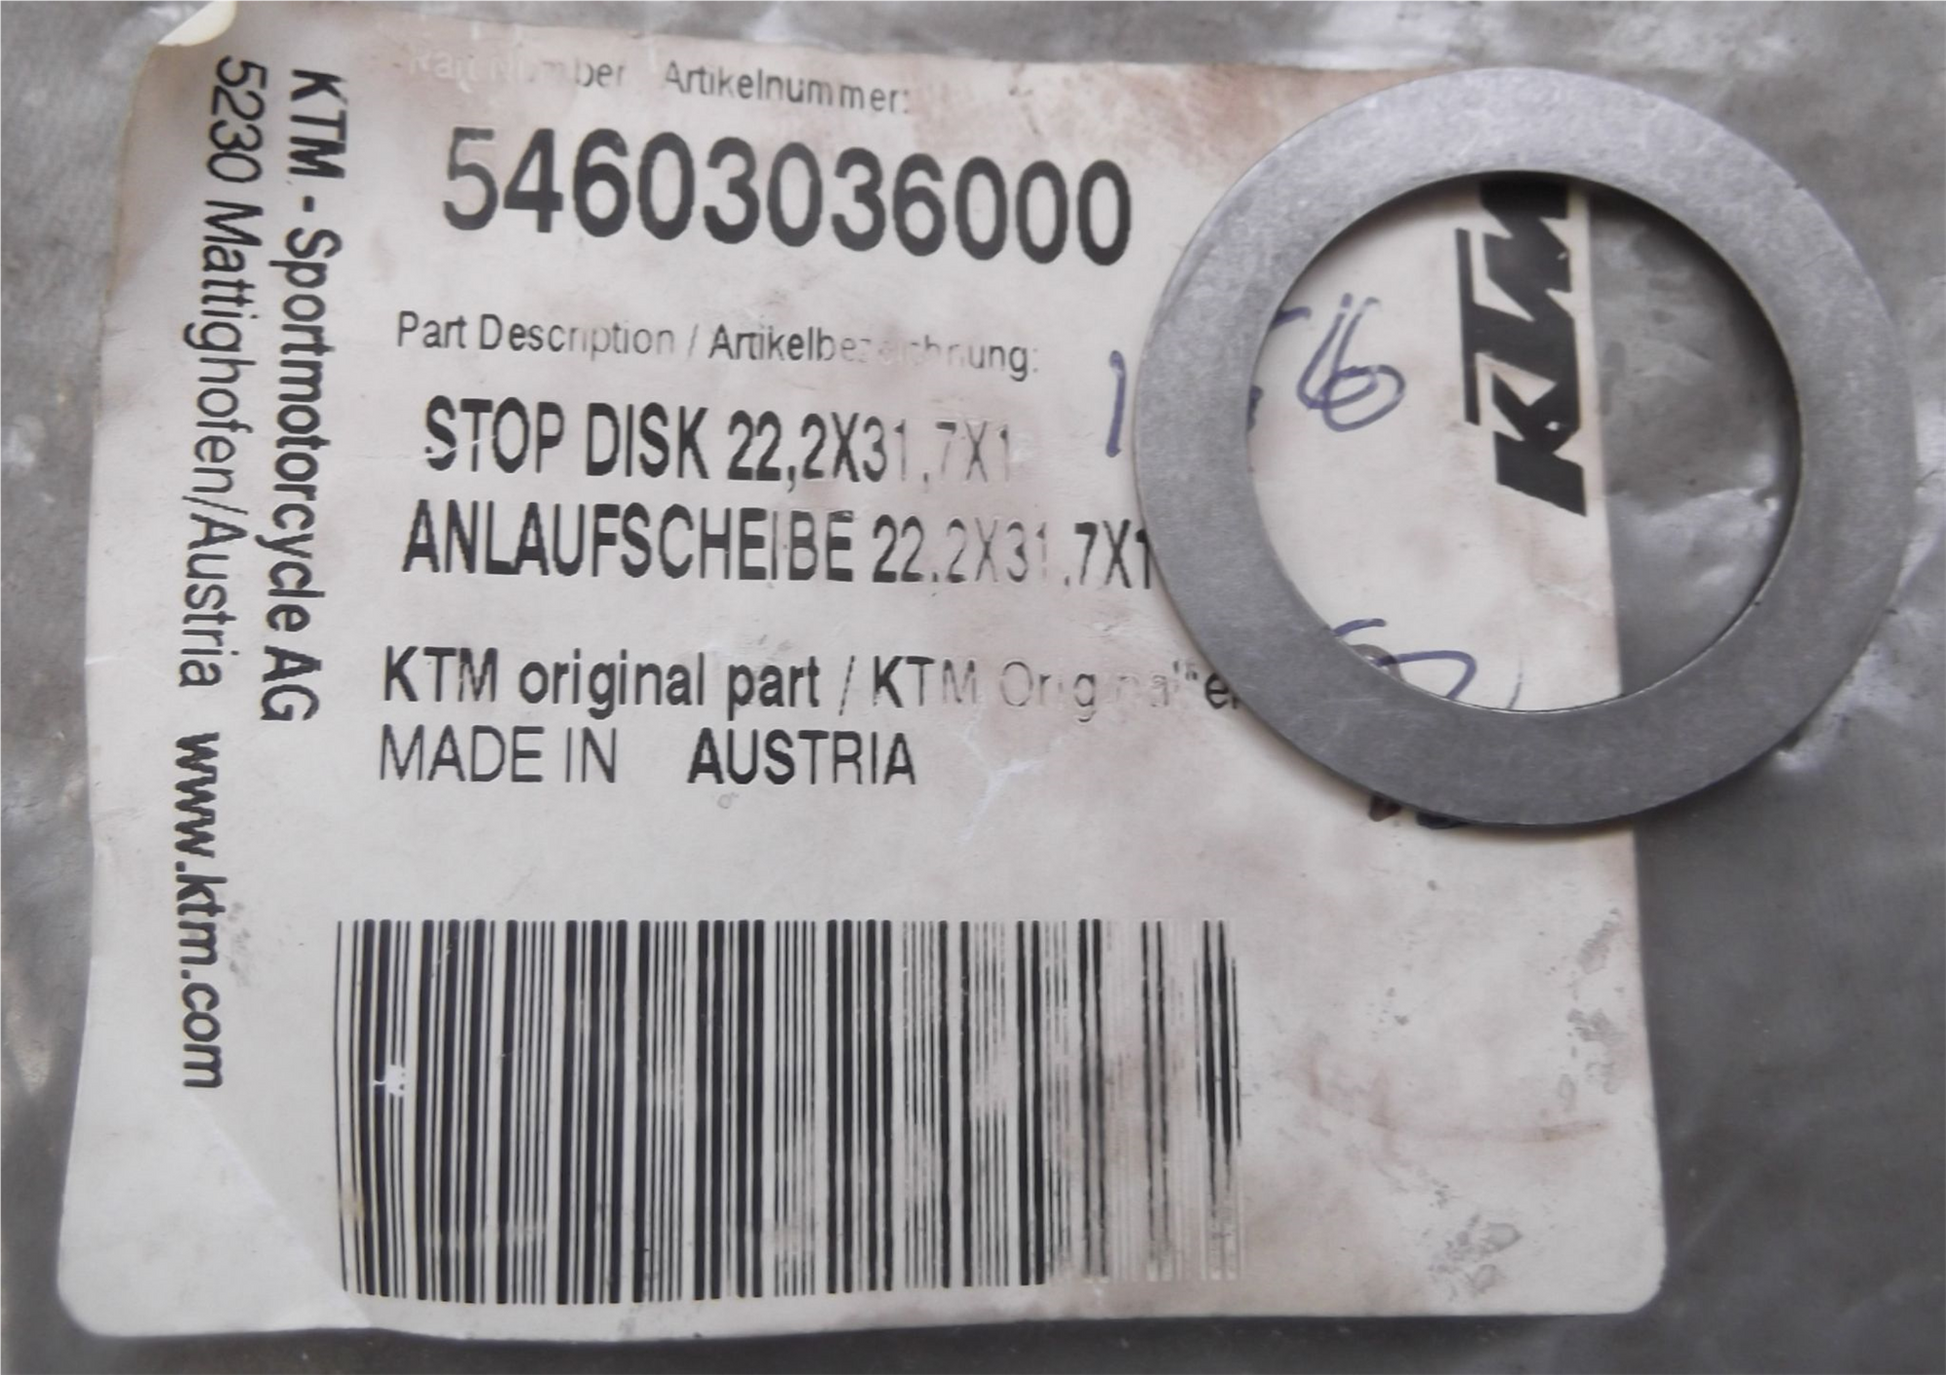 Part Number Artikelnummer:
54603036000
Part Description / Artikelbezeichnung:
STOP DISK 22,2X31,7X1
ANLAUFSCHEIBE 22.2X31.7X1
KTM original part / KTM
MADE IN AUSTRIA
KTM - Sportmotorcycle AG
5230 Mattighofen/Austria www.ktm.com
KTM